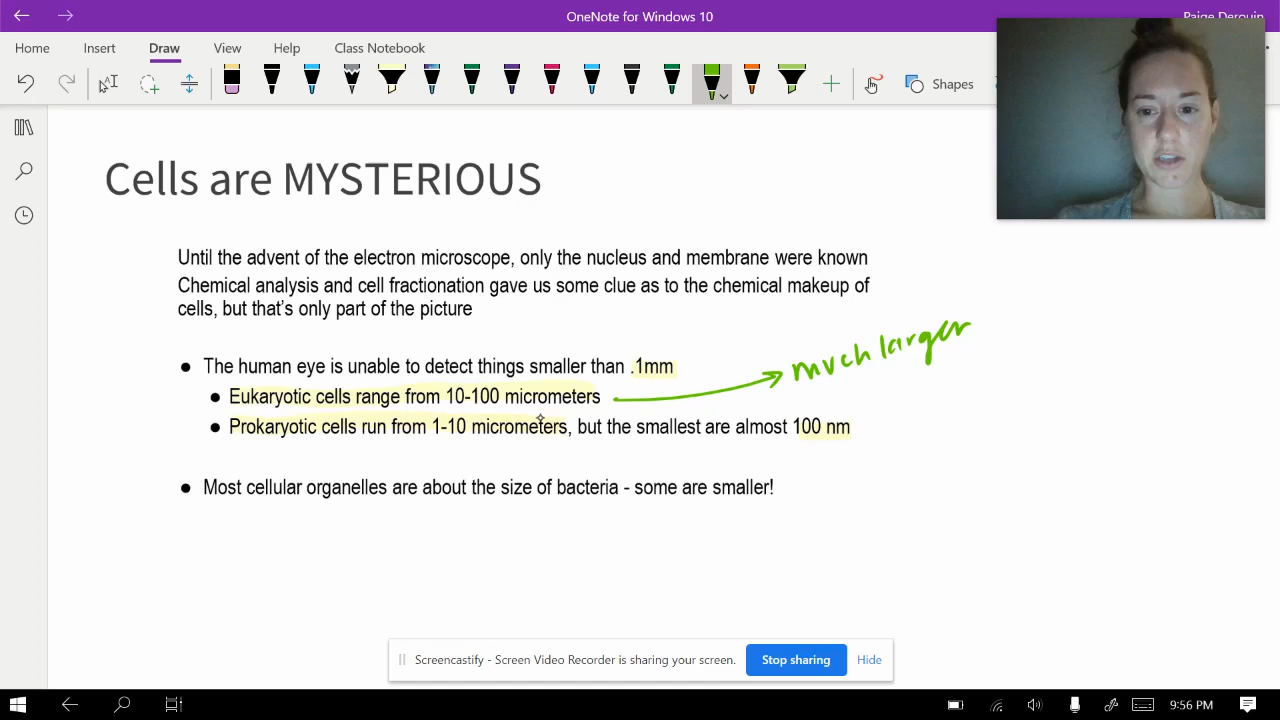 OneNote for Windows 10
Paige Derouin
Home Insert Draw View Help Class Notebook
Shapes
Cells are MYSTERIOUS
Until the advent of the electron microscope, only the nucleus and membrane were known
Chemical analysis and cell fractionation gave us some clue as to the chemical makeup of
cells, but that's only part of the picture
● The human eye is unable to detect things smaller than .1mm
much larger
● Eukaryotic cells range from 10-100 micrometers
● Prokaryotic cells run from 1-10 micrometers, but the smallest are almost 100 nm
● Most cellular organelles are about the size of bacteria - some are smaller!
Screencastify - Screen Video Recorder is sharing your screen. Stop sharing Hide
9:56 PM